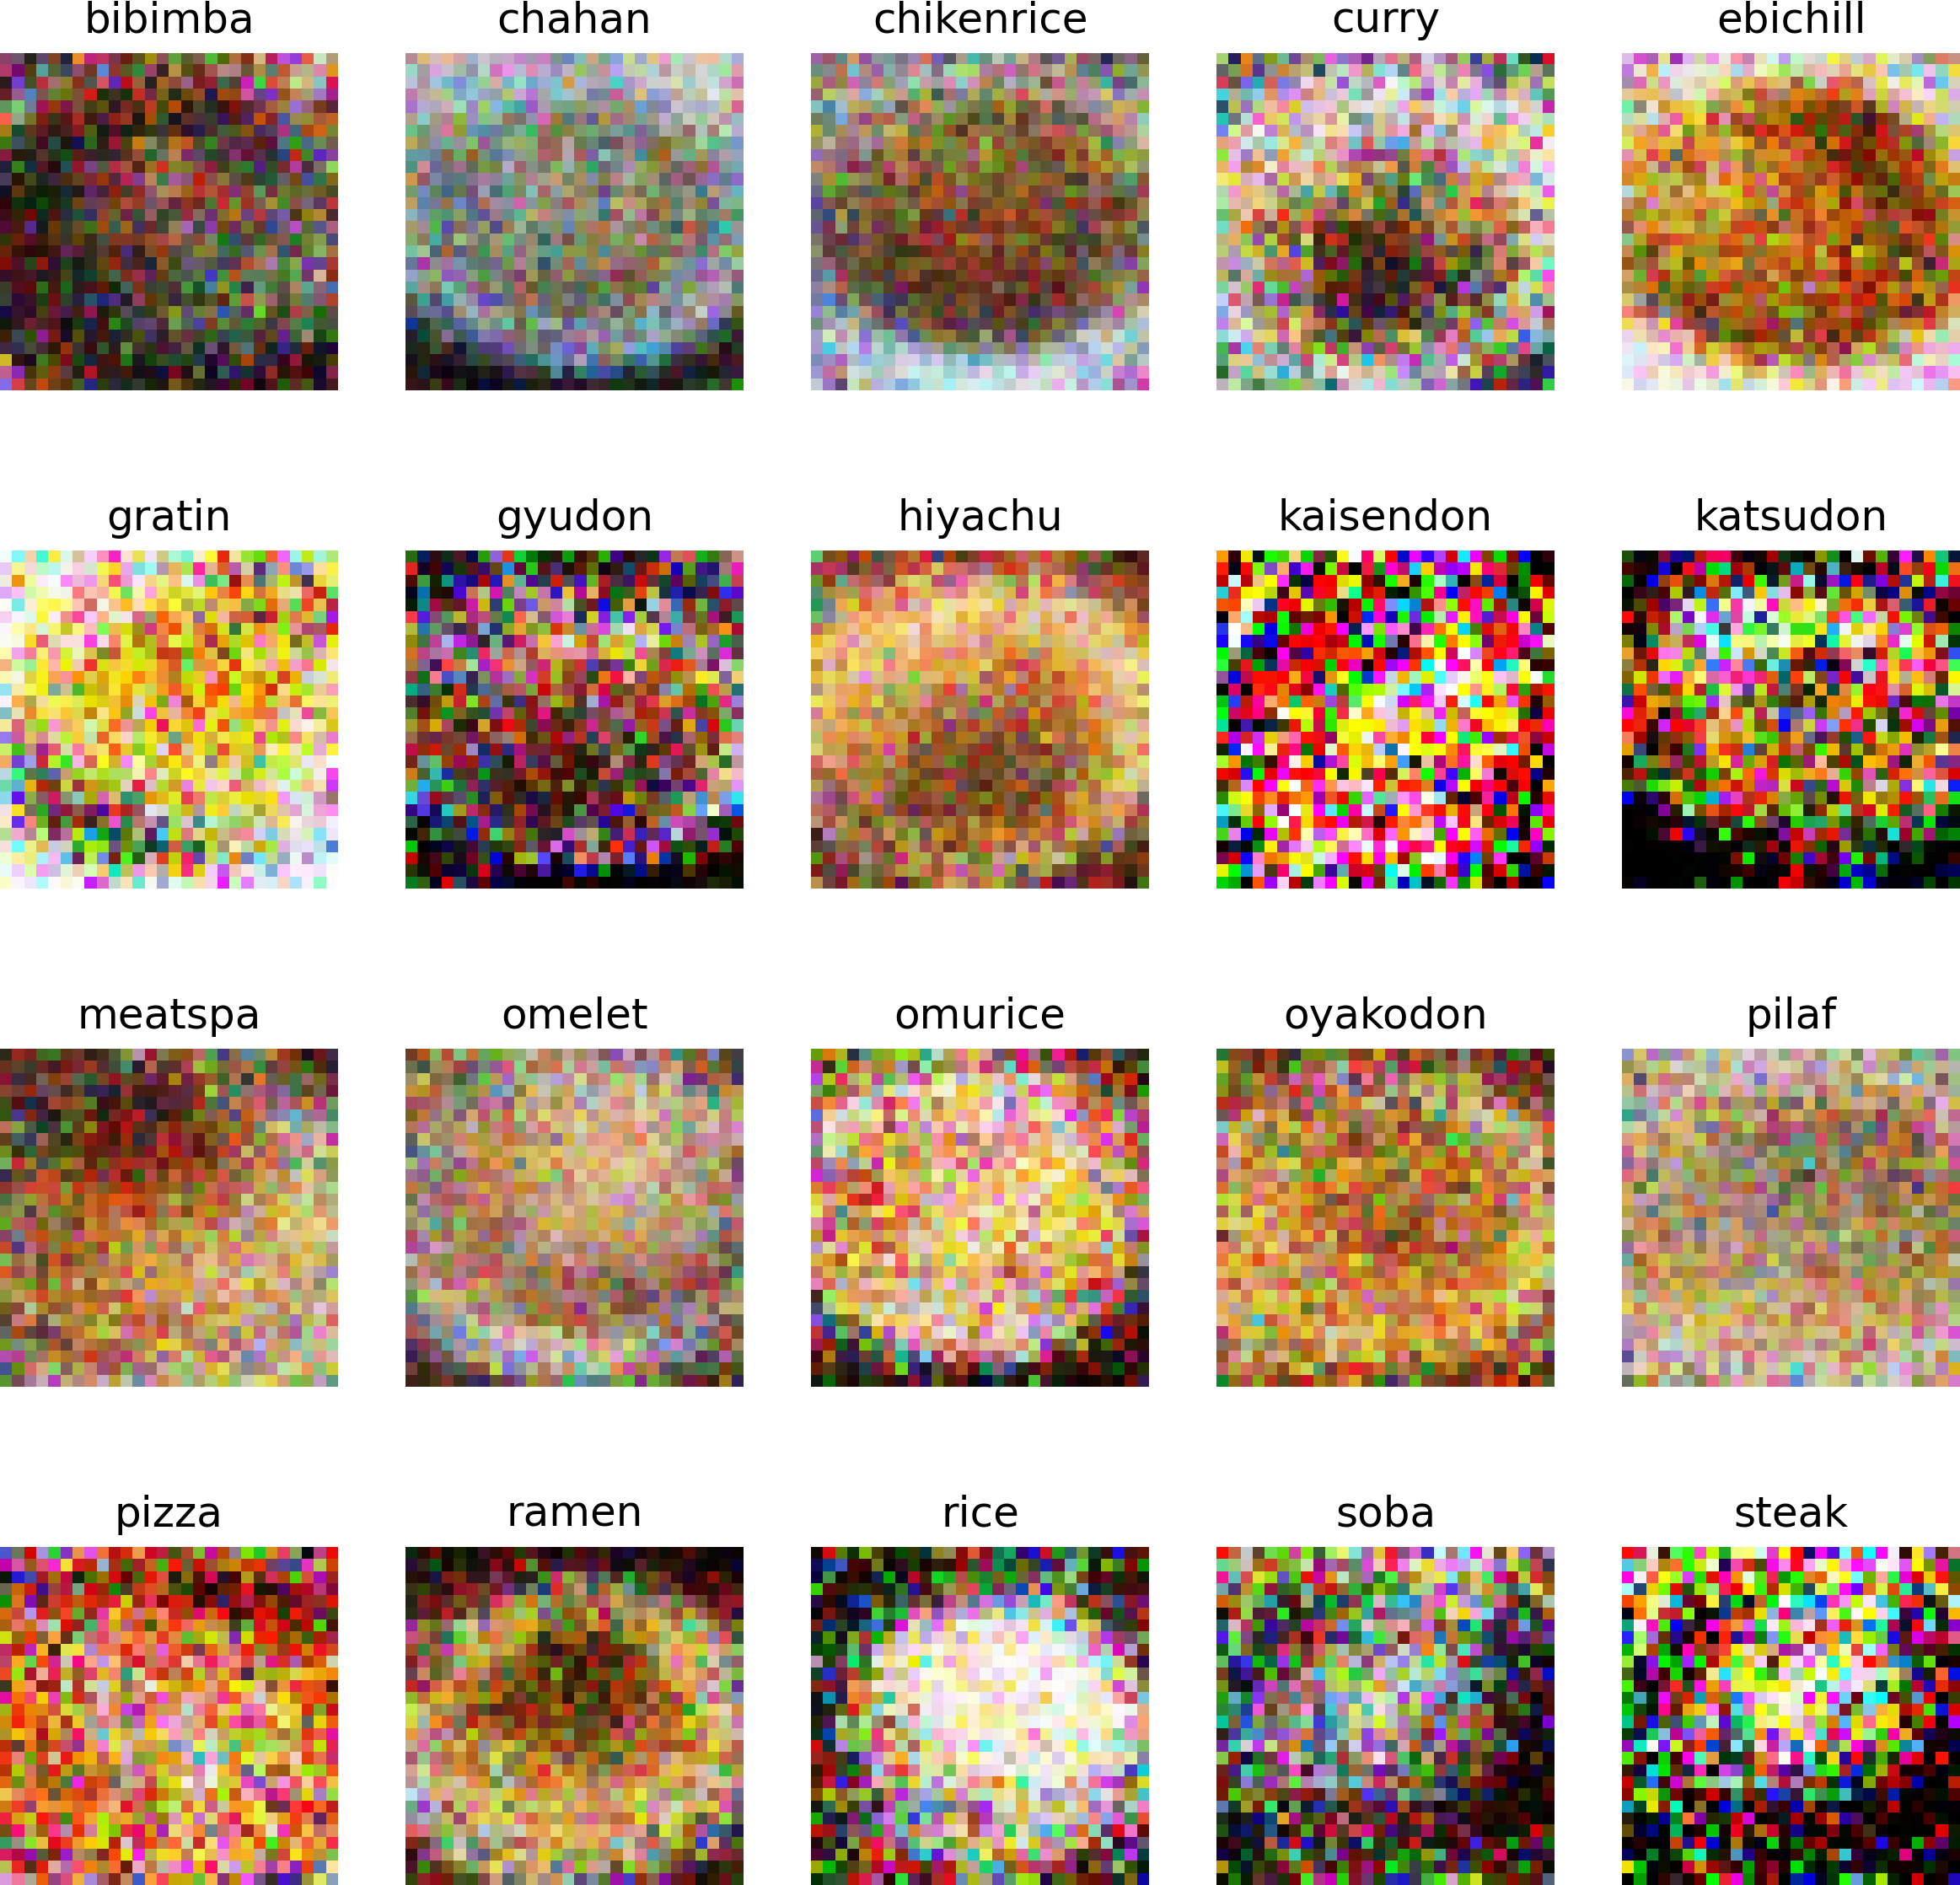 bibimba chahan chikenrice curry ebichill
gratin gyudon hiyachu kaisendon katsudon
meatspa omelet omurice oyakodon pilaf
pizza ramen rice soba steak